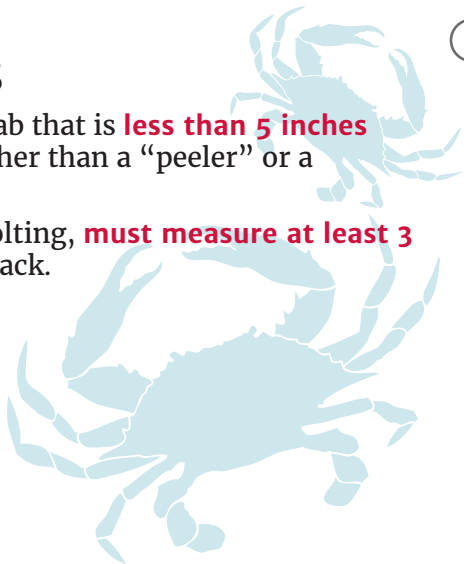 s
ab that is less than 5 inches
her than a “peeler” or a
olting, must measure at least 3
ack.